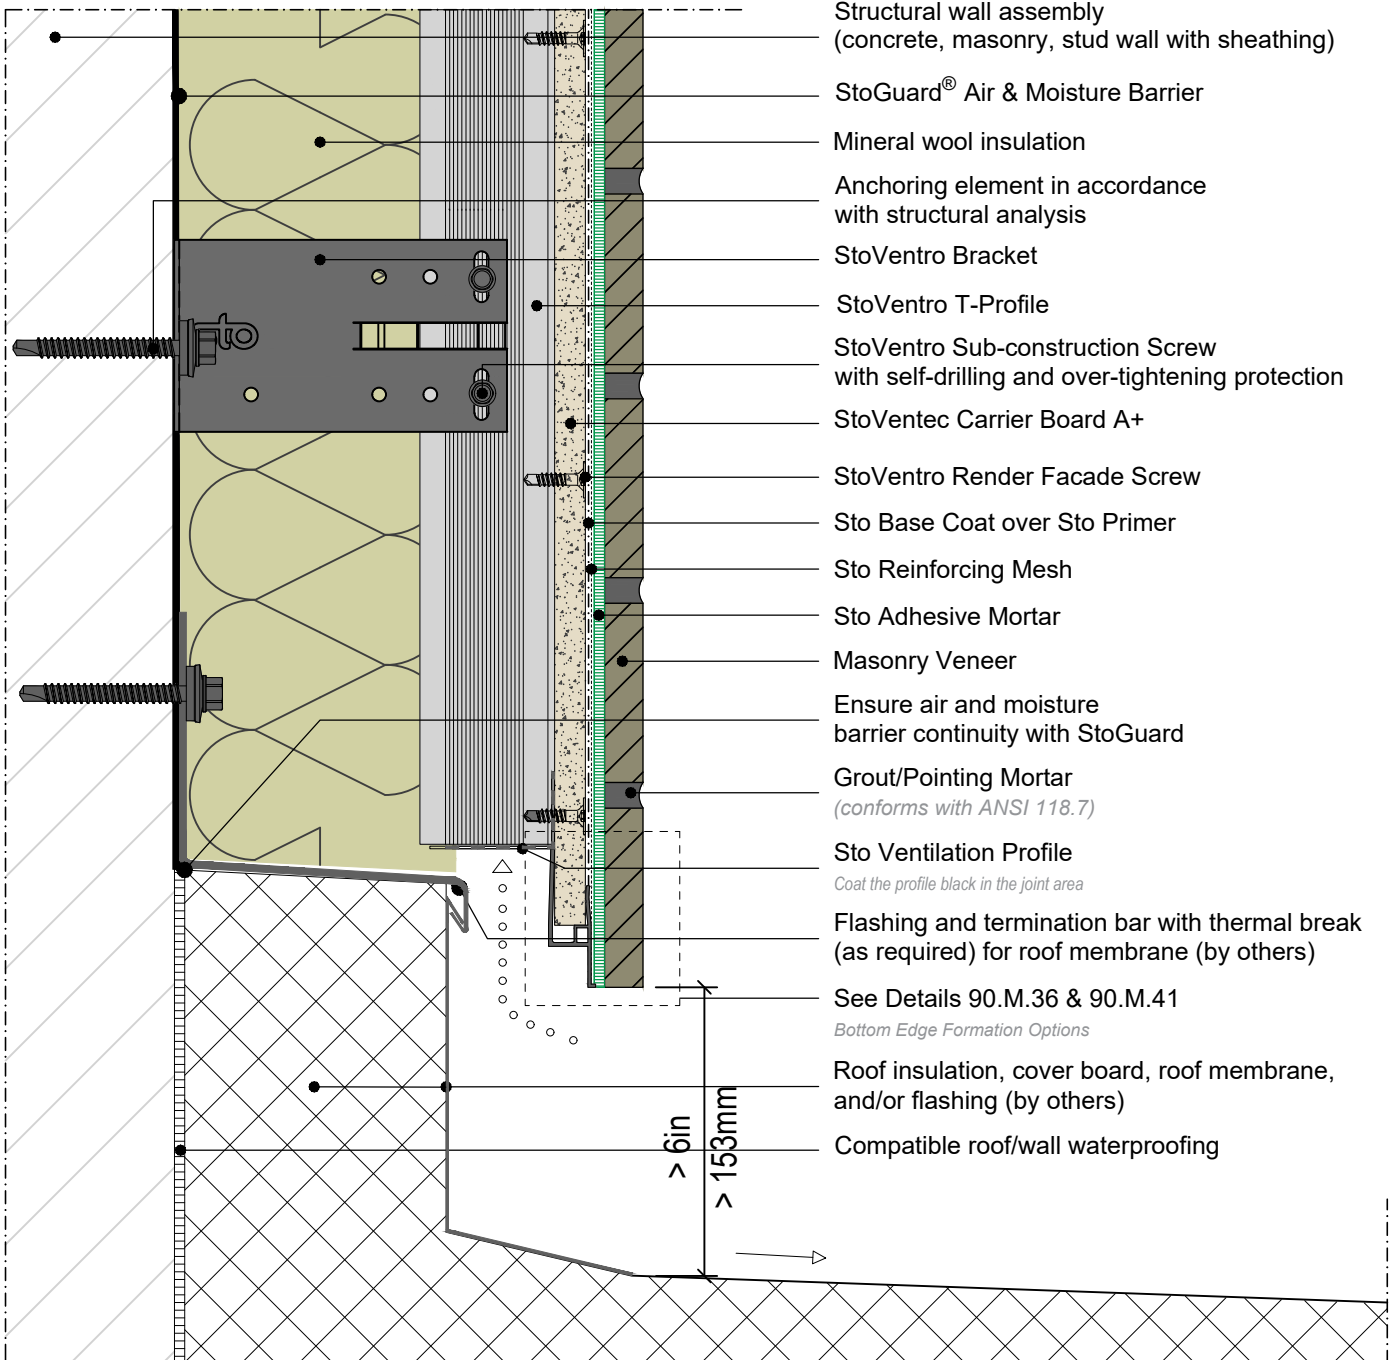 Structural wall assembly
(concrete, masonry, stud wall with sheathing)
StoGuard® Air & Moisture Barrier
Mineral wool insulation
Anchoring element in accordance
with structural analysis
StoVentro Bracket
StoVentro T-Profile
StoVentro Sub-construction Screw
with self-drilling and over-tightening protection
StoVentec Carrier Board A+
StoVentro Render Facade Screw
Sto Base Coat over Sto Primer
Sto Reinforcing Mesh
Sto Adhesive Mortar
Masonry Veneer
Ensure air and moisture
barrier continuity with StoGuard
Grout/Pointing Mortar
(conforms with ANSI 118.7)
Sto Ventilation Profile
Coat the profile black in the joint area
Flashing and termination bar with thermal break
(as required) for roof membrane (by others)
See Details 90.M.36 & 90.M.41
Bottom Edge Formation Options
Roof insulation, cover board, roof membrane,
and/or flashing (by others)
Compatible roof/wall waterproofing
> 6in
> 153mm